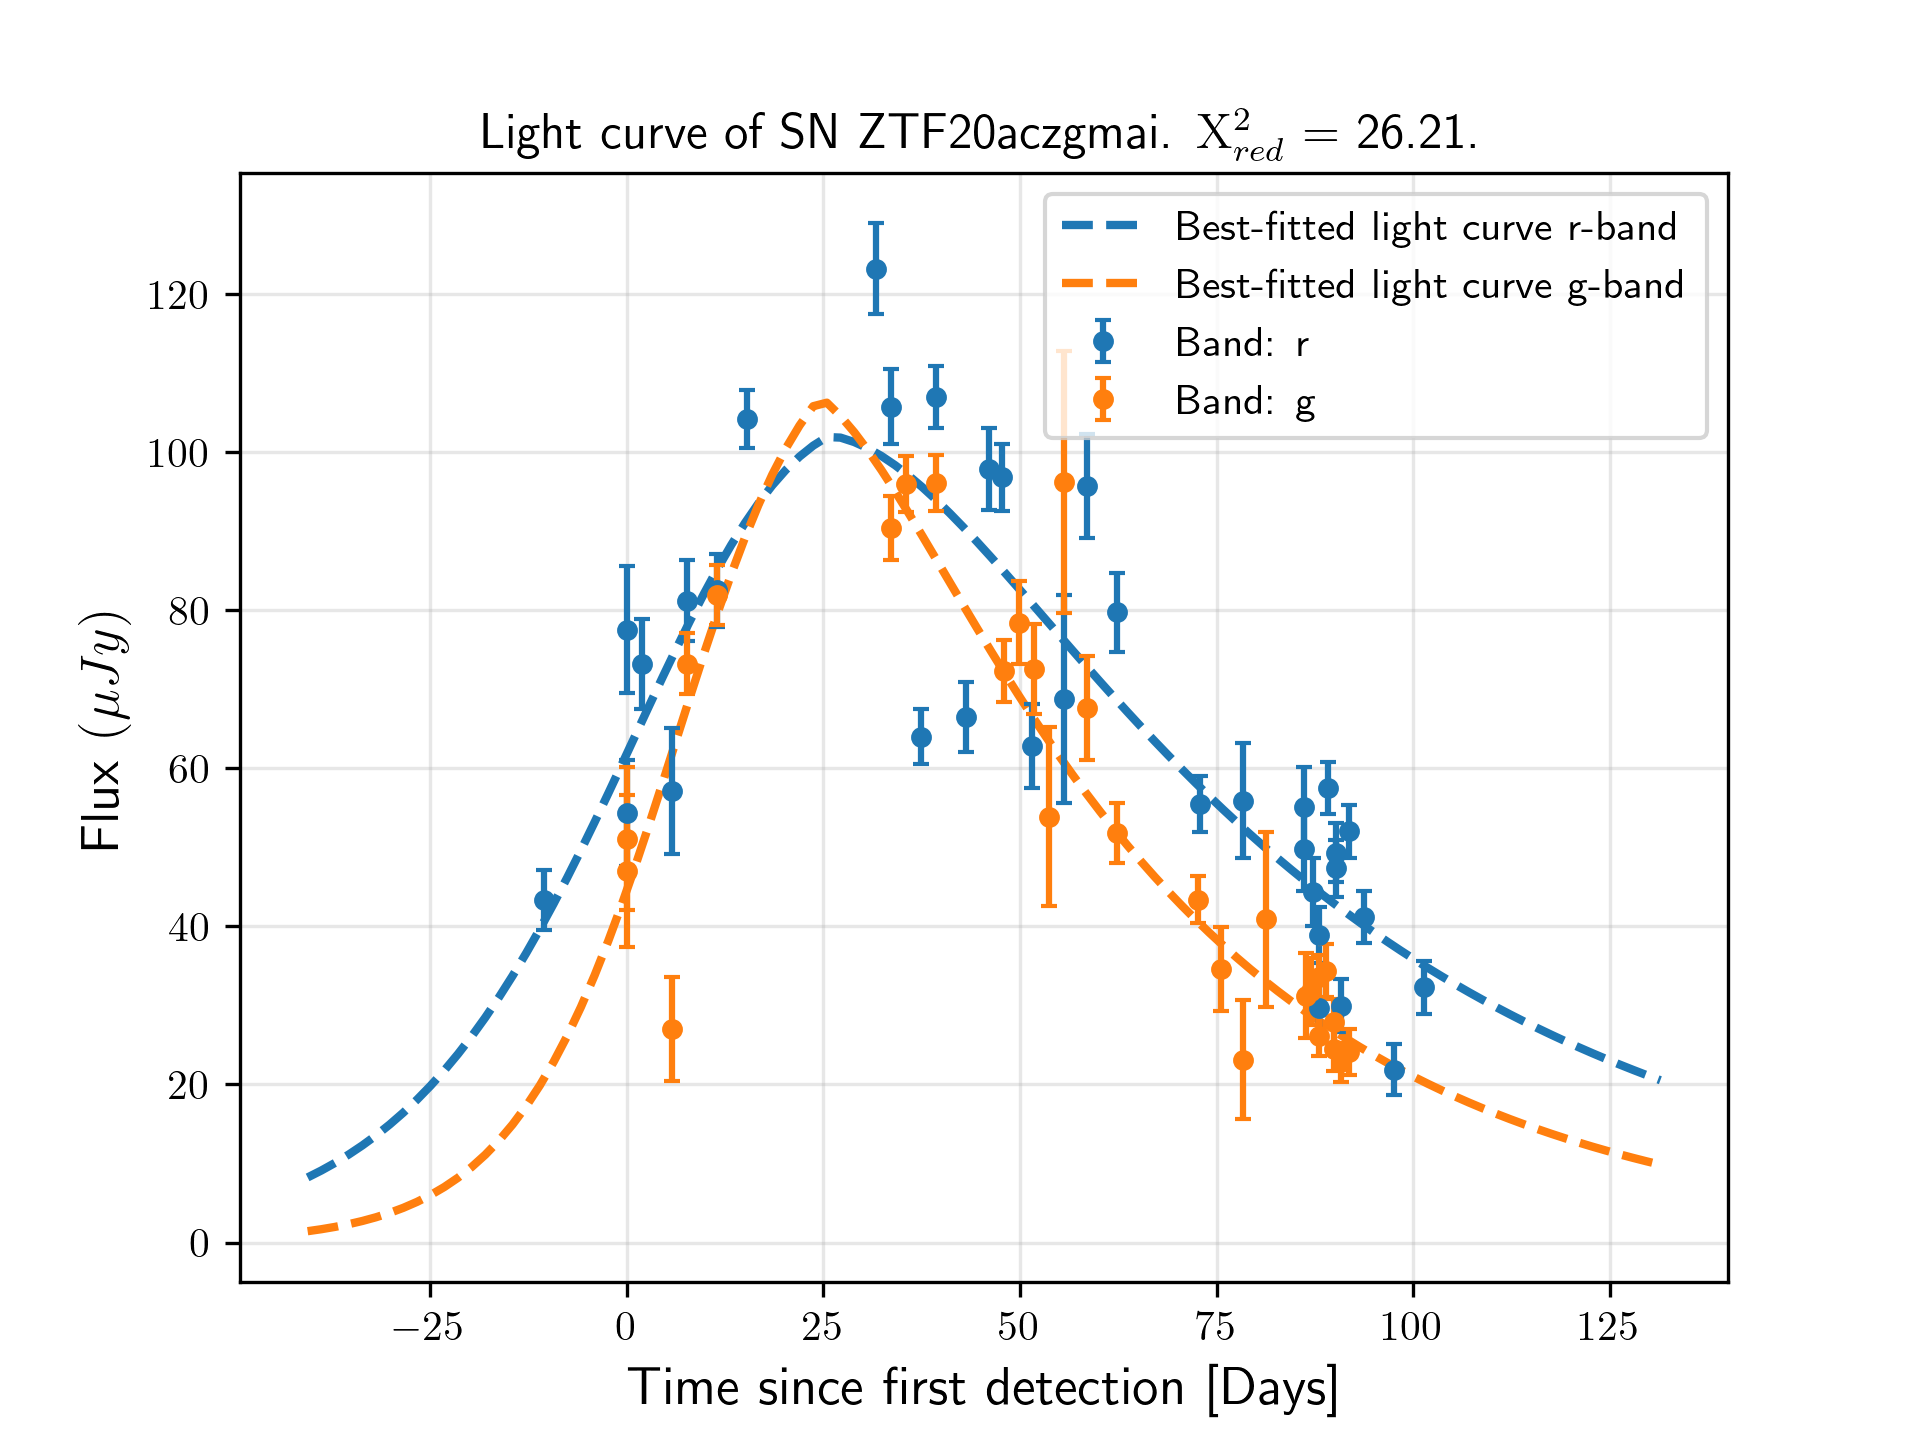 Light curve of SN ZTF20aczgmai. X²_red = 26.21.
Best-fitted light curve r-band
Best-fitted light curve g-band
Band: r
Band: g
Flux (μJy)
120
100
80
60
40
20
0
−25 0 25 50 75 100 125
Time since first detection [Days]